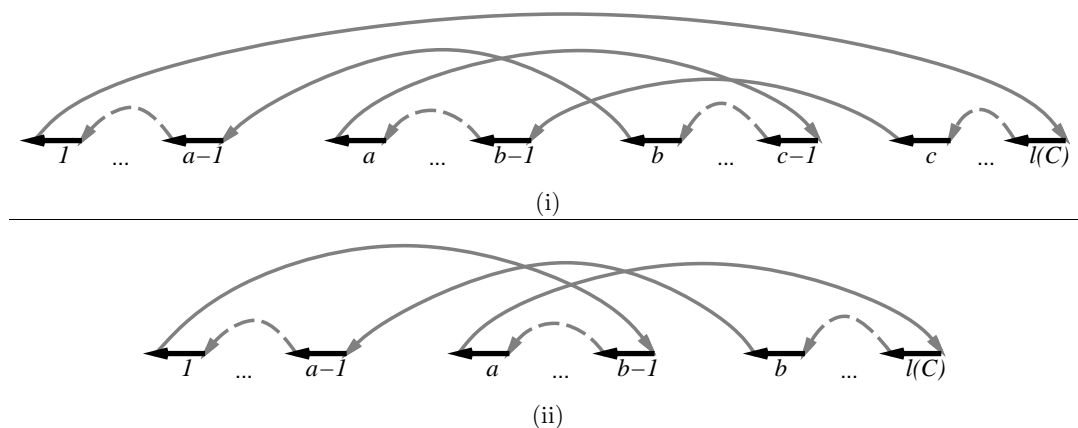 1 ... a−1 a ... b−1 b ... c−1 c ... l(C)
(i)
1 ... a−1 a ... b−1 b ... l(C)
(ii)